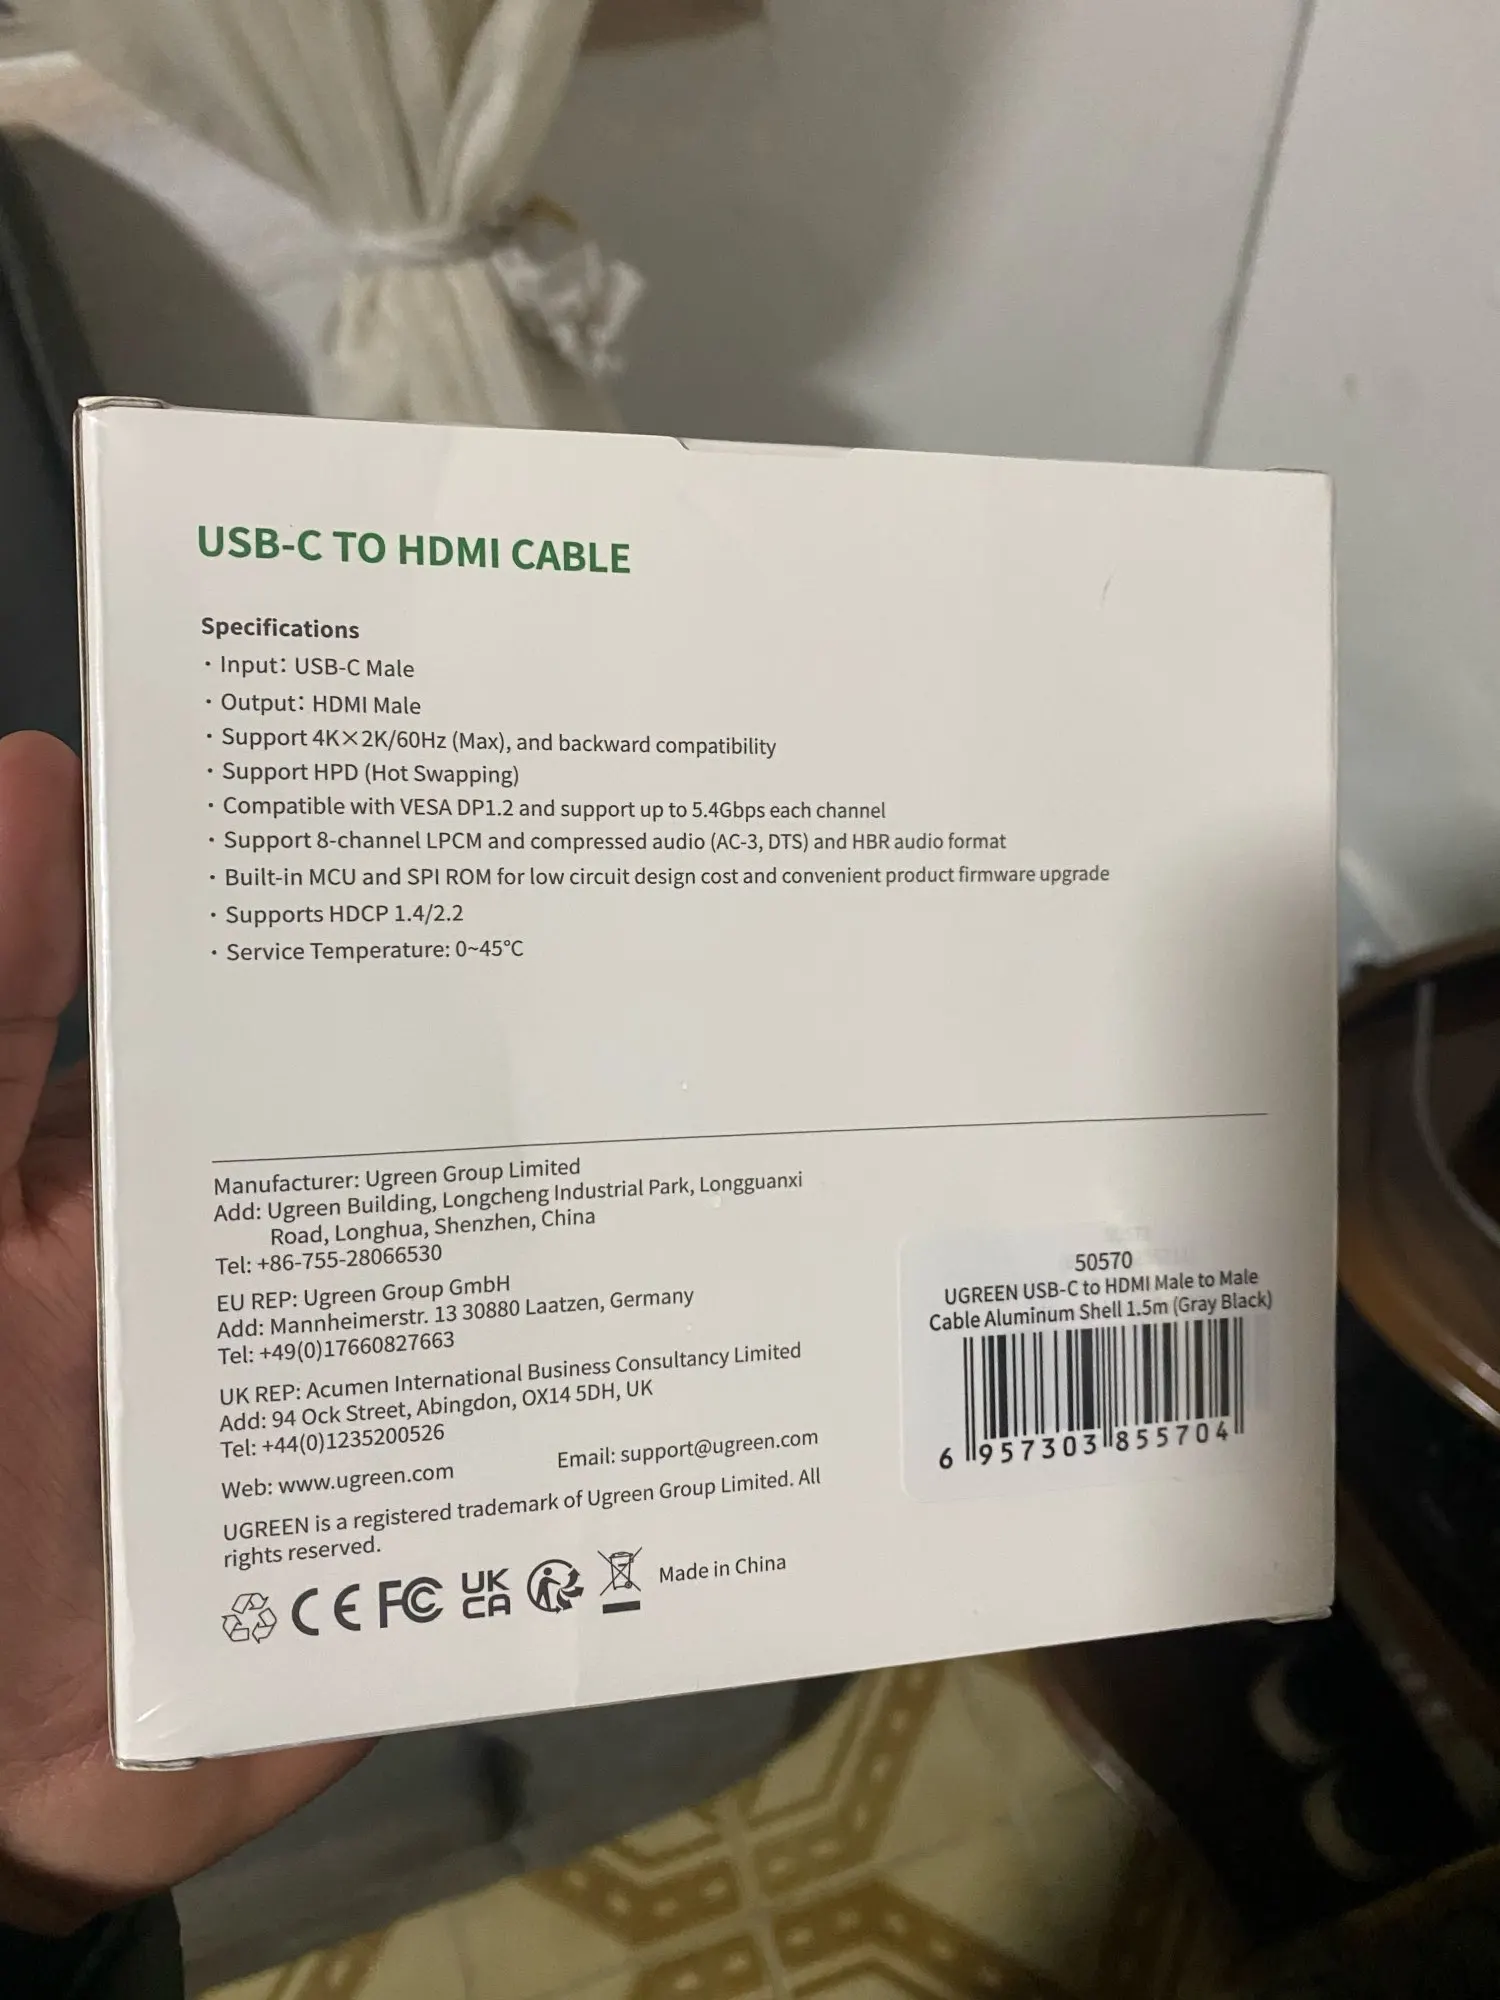 USB-C TO HDMI CABLE
Specifications
· Input: USB-C Male
· Output: HDMI Male
· Support 4K×2K/60Hz (Max), and backward compatibility
· Support HPD (Hot Swapping)
· Compatible with VESA DP1.2 and support up to 5.4Gbps each channel
· Support 8-channel LPCM and compressed audio (AC-3, DTS) and HBR audio format
· Built-in MCU and SPI ROM for low circuit design cost and convenient product firmware upgrade
· Supports HDCP 1.4/2.2
· Service Temperature: 0~45℃
Manufacturer: Ugreen Group Limited
Add: Ugreen Building, Longcheng Industrial Park, Longguanxi
Road, Longhua, Shenzhen, China
Tel: +86-755-28066530
EU REP: Ugreen Group GmbH
Add: Mannheimerstr. 13 30880 Laatzen, Germany
Tel: +49(0)17660827663
UK REP: Acumen International Business Consultancy Limited
Add: 94 Ock Street, Abingdon, OX14 5DH, UK
Tel: +44(0)1235200526
Web: www.ugreen.com Email: support@ugreen.com
UGREEN is a registered trademark of Ugreen Group Limited. All
rights reserved.
CE FC UK
CA Made in China
50570
UGREEN USB-C to HDMI Male to Male
Cable Aluminum Shell 1.5m (Gray Black)
6 957303 855704